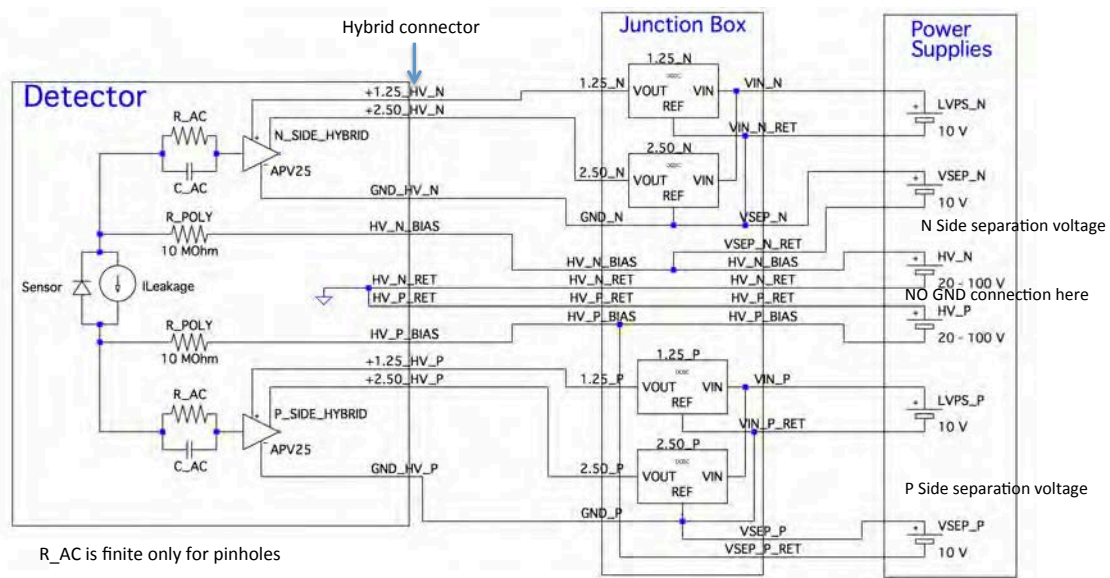 Hybrid connector
Junction Box
Power
Supplies
Detector
1.25_N
+1.25_HV_N
1.25_N
VOUT
VIN
REF
VIN_N
LVPS_N
10 V
+2.50_HV_N
VIN_N_RET
R_AC
N_SIDE_HYBRID
C_AC
APV25
2.50_N
2.50_N
VOUT
VIN
REF
GND_HV_N
GND_N
VSEP_N
VSEP_N
10 V
N Side separation voltage
R_POLY
10 MOhm
HV_N_BIAS
VSEP_N_RET
HV_N_BIAS
HV_N_BIAS
HV_N
20 - 100 V
Sensor
ILeakage
HV_N_RET
HV_N_RET
HV_N_RET
NO GND connection here
HV_P_RET
HV_P_RET
HV_P_RET
HV_P
20 - 100 V
R_POLY
10 MOhm
HV_P_BIAS
HV_P_BIAS
HV_P_BIAS
+1.25_HV_P
1.25_P
1.25_P
VOUT
VIN
REF
VIN_P
LVPS_P
10 V
+2.50_HV_P
VIN_P_RET
R_AC
P_SIDE_HYBRID
C_AC
APV25
2.50_P
2.50_P
VOUT
VIN
REF
GND_HV_P
GND_P
P Side separation voltage
VSEP_P
VSEP_P
10 V
VSEP_P_RET
R_AC is finite only for pinholes